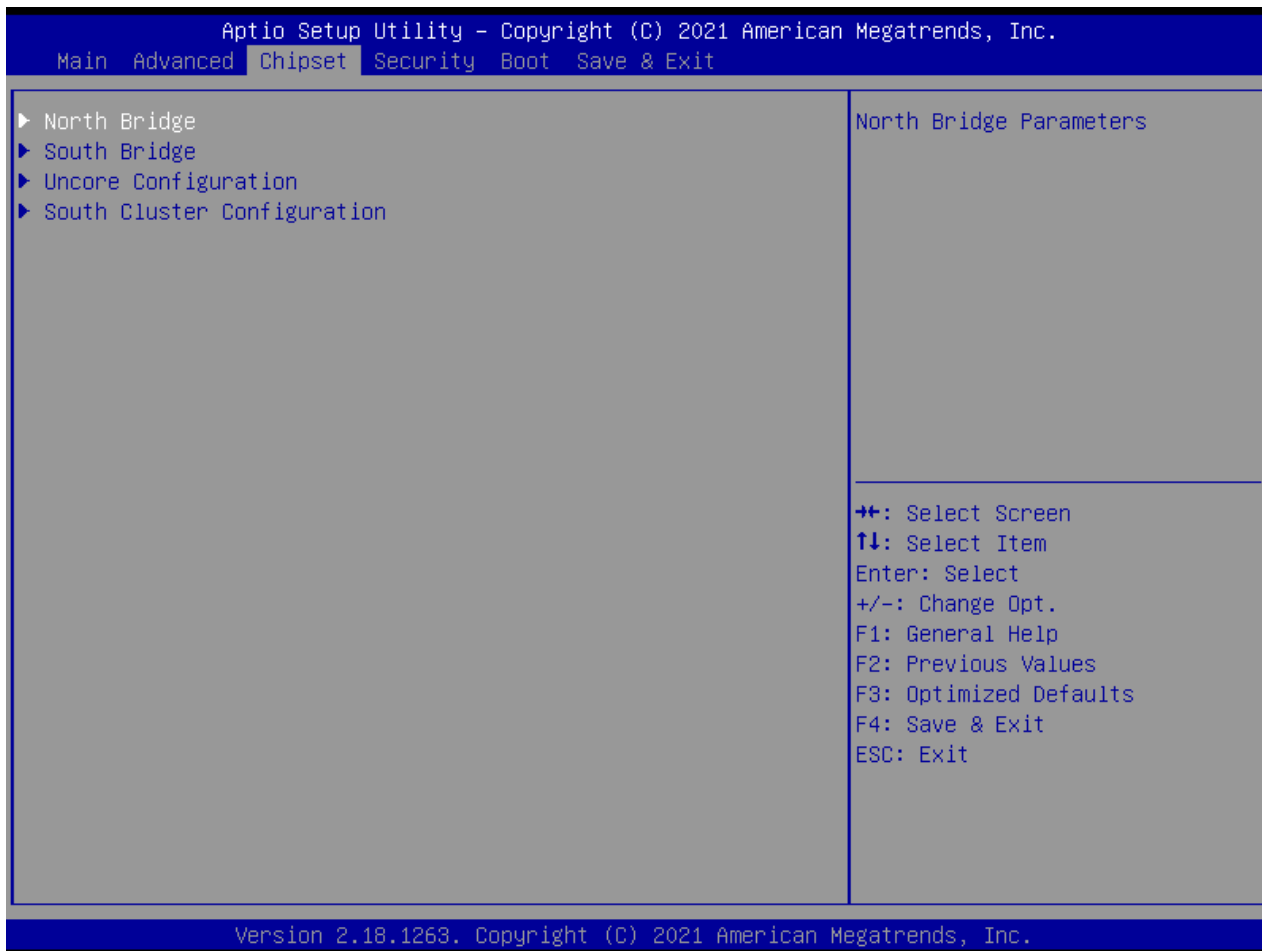 Aptio Setup Utility – Copyright (C) 2021 American Megatrends, Inc.
Main Advanced Chipset Security Boot Save & Exit
▶ North Bridge
▶ South Bridge
▶ Uncore Configuration
▶ South Cluster Configuration
North Bridge Parameters
→←: Select Screen
↑↓: Select Item
Enter: Select
+/-: Change Opt.
F1: General Help
F2: Previous Values
F3: Optimized Defaults
F4: Save & Exit
ESC: Exit
Version 2.18.1263. Copyright (C) 2021 American Megatrends, Inc.